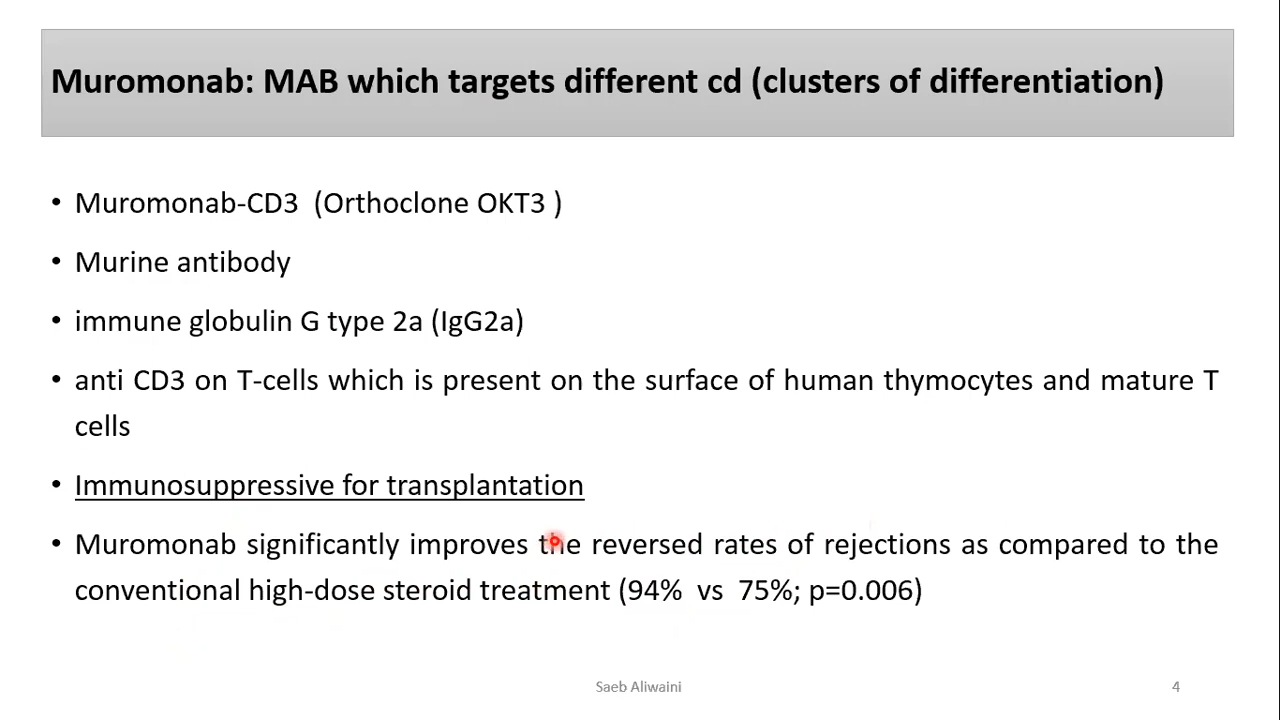 Muromonab: MAB which targets different cd (clusters of differentiation)
• Muromonab-CD3 (Orthoclone OKT3 )
• Murine antibody
• immune globulin G type 2a (IgG2a)
• anti CD3 on T-cells which is present on the surface of human thymocytes and mature T
cells
• Immunosuppressive for transplantation
• Muromonab significantly improves the reversed rates of rejections as compared to the
conventional high-dose steroid treatment (94% vs 75%; p=0.006)
Saeb Aliwaini
4